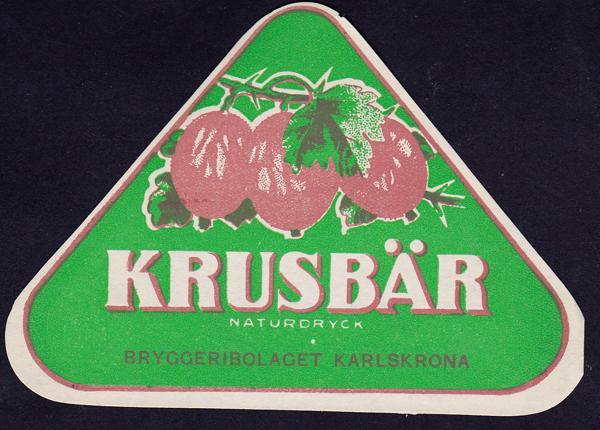 KRUSBÄR
NATURDRYCK
BRYGGERIBOLAGET KARLSKRONA